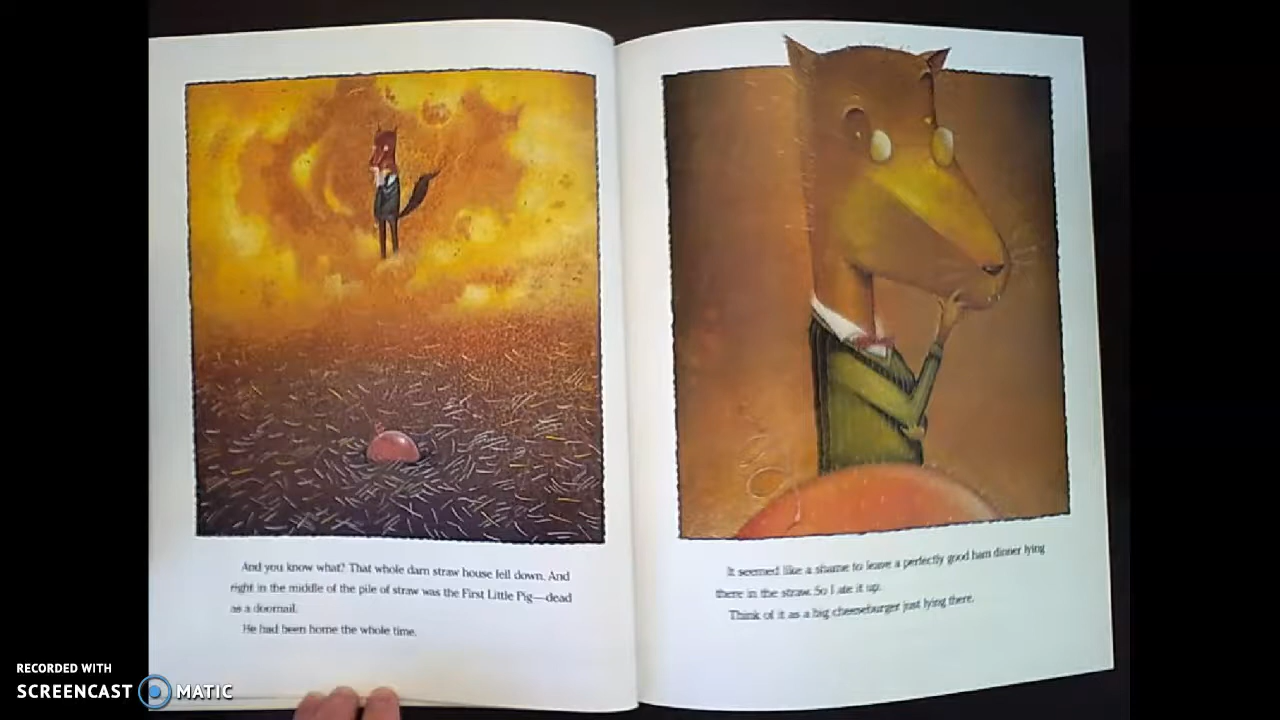 And you know what? That whole darn straw house fell down. And
right in the middle of the pile of straw was the First Little Pig—dead
as a doornail.
He had been home the whole time.
It seemed like a shame to leave a perfectly good ham dinner lying
there in the straw. So I ate it up.
Think of it as a big cheeseburger just lying there.
RECORDED WITH
SCREENCAST MATIC